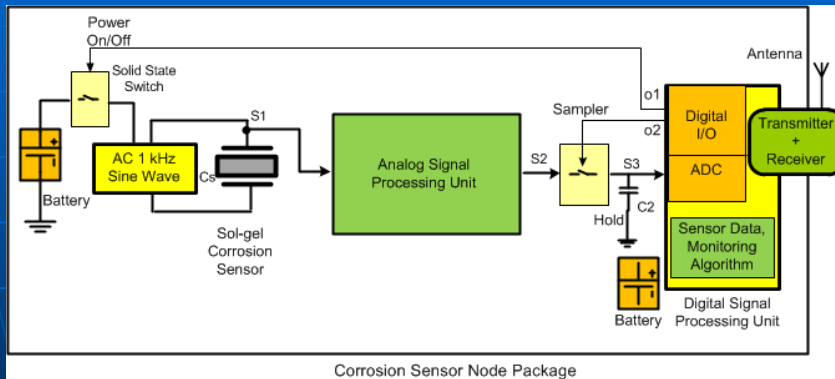 Power
On/Off
Solid State
Switch
Antenna
S1
Sampler
o1
o2
Digital
I/O
Transmitter
+
Receiver
+
AC 1 kHz
Sine Wave
Cs
Analog Signal
Processing Unit
S2
S3
ADC
Battery
C2
Hold
Sol-gel
Corrosion
Sensor
Sensor Data,
Monitoring
Algorithm
+
Battery
Digital Signal
Processing Unit
Corrosion Sensor Node Package